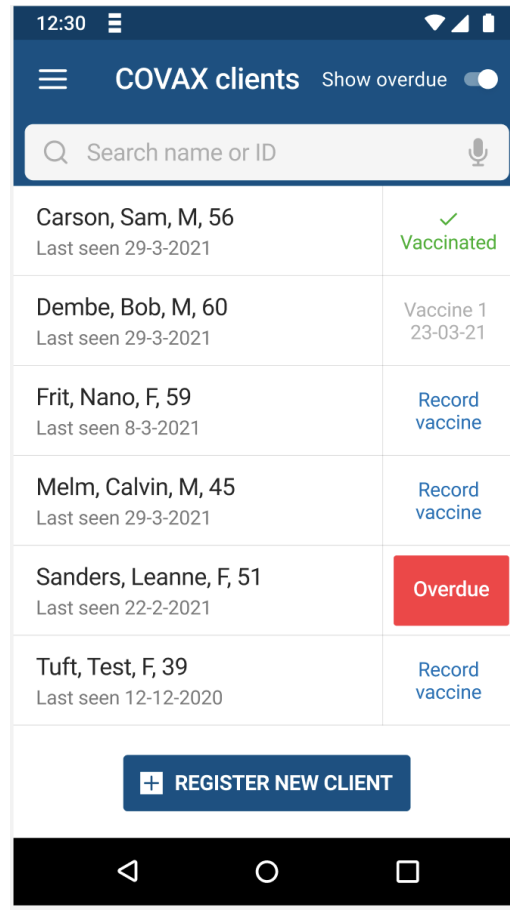 12:30
COVAX clients
Show overdue
Search name or ID
Carson, Sam, M, 56
Last seen 29-3-2021
Vaccinated
Dembe, Bob, M, 60
Last seen 29-3-2021
Vaccine 1
23-03-21
Frit, Nano, F, 59
Last seen 8-3-2021
Record
vaccine
Melm, Calvin, M, 45
Last seen 29-3-2021
Record
vaccine
Sanders, Leanne, F, 51
Last seen 22-2-2021
Overdue
Tuft, Test, F, 39
Last seen 12-12-2020
Record
vaccine
REGISTER NEW CLIENT